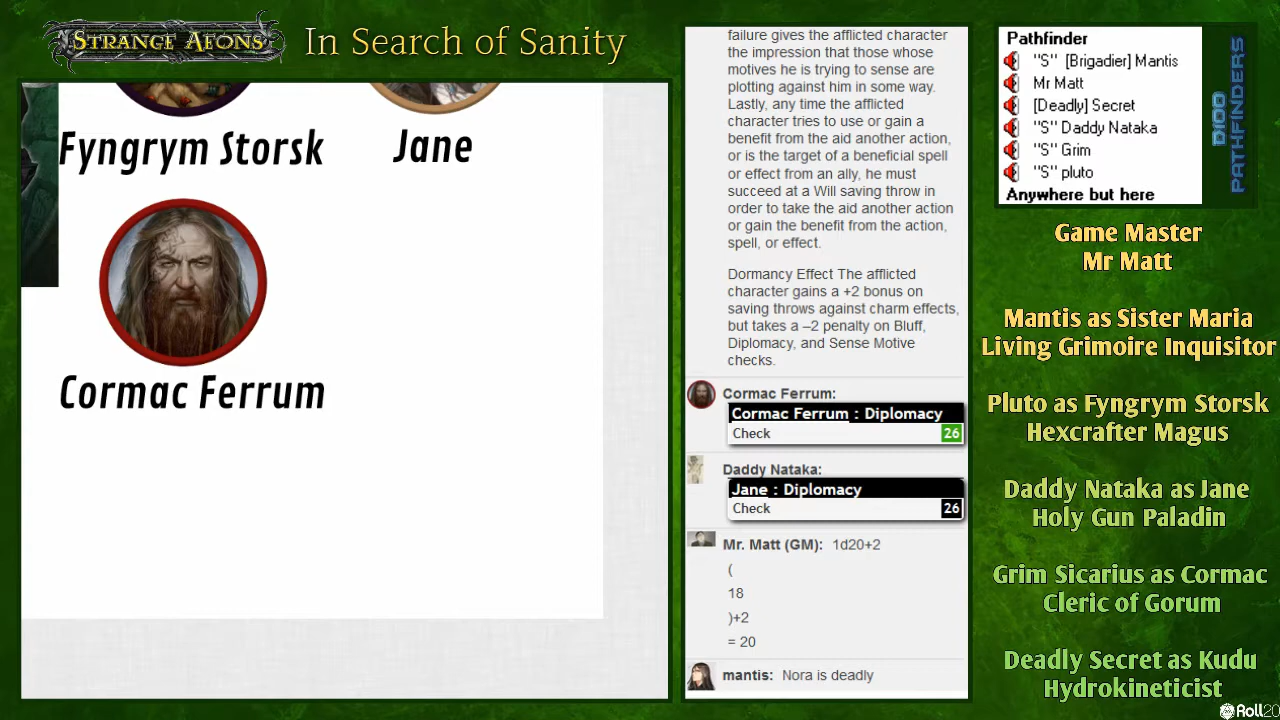 STRANGE AEONS
In Search of Sanity
Fyngrym Storsk
Jane
Cormac Ferrum
failure gives the afflicted character
the impression that those whose
motives he is trying to sense are
plotting against him in some way.
Lastly, any time the afflicted
character tries to use or gain a
benefit from the aid another action,
or is the target of a beneficial spell
or effect from an ally, he must
succeed at a Will saving throw in
order to take the aid another action
or gain the benefit from the action,
spell, or effect.
Dormancy Effect The afflicted
character gains a +2 bonus on
saving throws against charm effects,
but takes a –2 penalty on Bluff,
Diplomacy, and Sense Motive
checks.
Cormac Ferrum:
Cormac Ferrum : Diplomacy
Check 26
Daddy Nataka:
Jane : Diplomacy
Check 26
Mr. Matt (GM): 1d20+2
(
18
)+2
= 20
mantis: Nora is deadly
Pathfinder
"S" [Brigadier] Mantis
Mr Matt
[Deadly] Secret
"S" Daddy Nataka
"S" Grim
"S" pluto
Anywhere but here
D100
PATHFINDERS
Game Master
Mr Matt
Mantis as Sister Maria
Living Grimoire Inquisitor
Pluto as Fyngrym Storsk
Hexcrafter Magus
Daddy Nataka as Jane
Holy Gun Paladin
Grim Sicarius as Cormac
Cleric of Gorum
Deadly Secret as Kudu
Hydrokineticist
Roll20